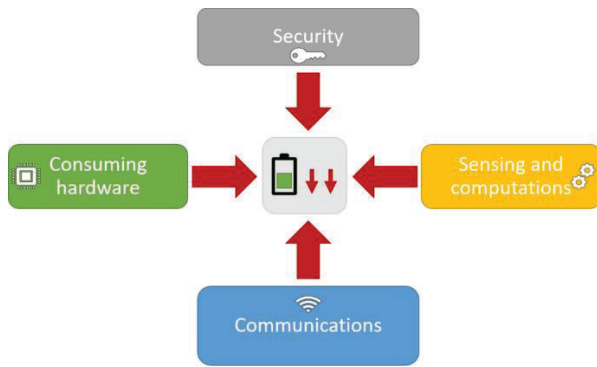 Security
Consuming
hardware
Sensing and
computations
Communications